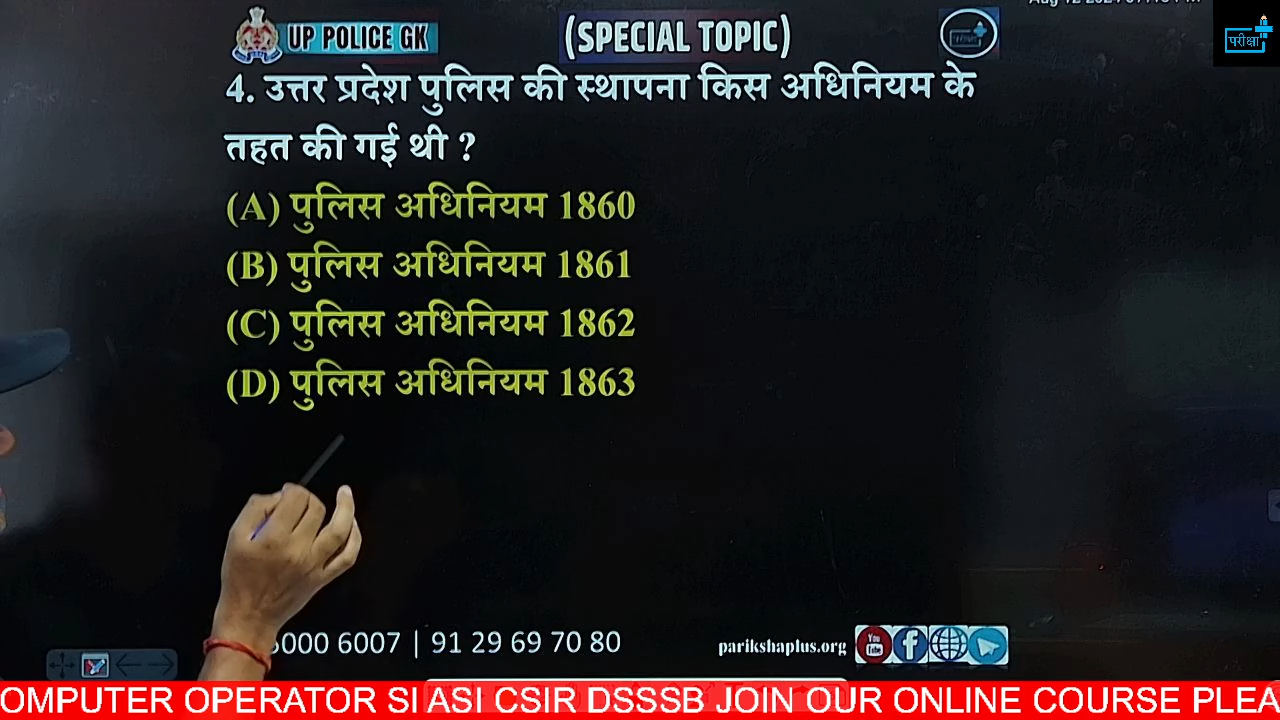 UP POLICE GK
(SPECIAL TOPIC)
परीक्षा
4. उत्तर प्रदेश पुलिस की स्थापना किस अधिनियम के
तहत की गई थी ?
(A) पुलिस अधिनियम 1860
(B) पुलिस अधिनियम 1861
(C) पुलिस अधिनियम 1862
(D) पुलिस अधिनियम 1863
6007 | 91 29 69 70 80
parikshaplus.org
You Tube
OMPUTER OPERATOR SI ASI CSIR DSSSB JOIN OUR ONLINE COURSE PLEA